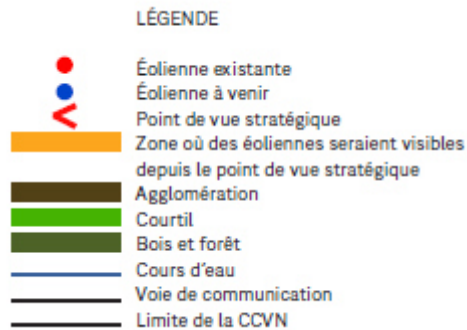 LÉGENDE
Éolienne existante
Éolienne à venir
Point de vue stratégique
Zone où des éoliennes seraient visibles
depuis le point de vue stratégique
Agglomération
Courtil
Bois et forêt
Cours d'eau
Voie de communication
Limite de la CCVN